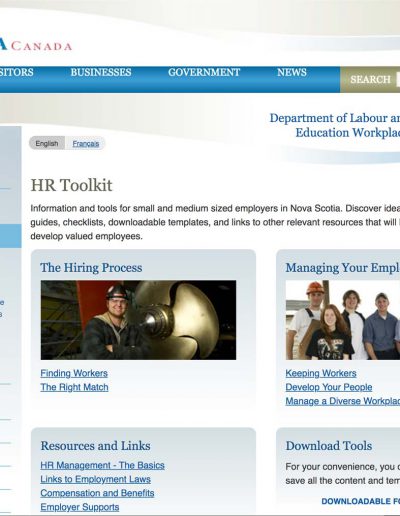 A CANADA
SITORS BUSINESSES GOVERNMENT NEWS
SEARCH
Department of Labour an
Education Workplac
English Français
HR Toolkit
Information and tools for small and medium sized employers in Nova Scotia. Discover idea
guides, checklists, downloadable templates, and links to other relevant resources that will
develop valued employees.
The Hiring Process
Finding Workers
The Right Match
Managing Your Empl
Keeping Workers
Develop Your People
Manage a Diverse Workplac
Resources and Links
HR Management - The Basics
Links to Employment Laws
Compensation and Benefits
Employer Supports
Download Tools
For your convenience, you c
save all the content and tem
DOWNLOADABLE FO